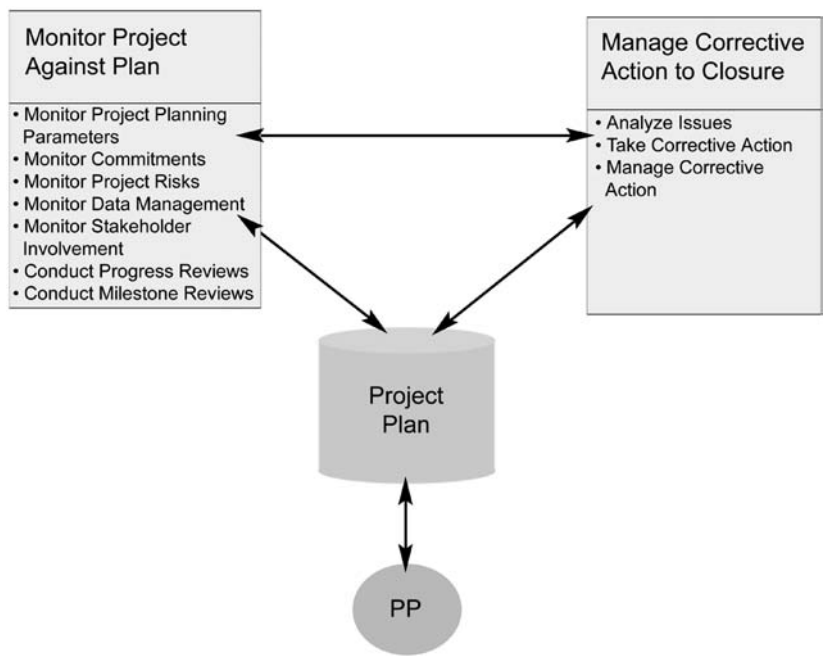 Monitor Project
Against Plan
• Monitor Project Planning
Parameters
• Monitor Commitments
• Monitor Project Risks
• Monitor Data Management
• Monitor Stakeholder
Involvement
• Conduct Progress Reviews
• Conduct Milestone Reviews
Manage Corrective
Action to Closure
• Analyze Issues
• Take Corrective Action
• Manage Corrective
Action
Project
Plan
PP